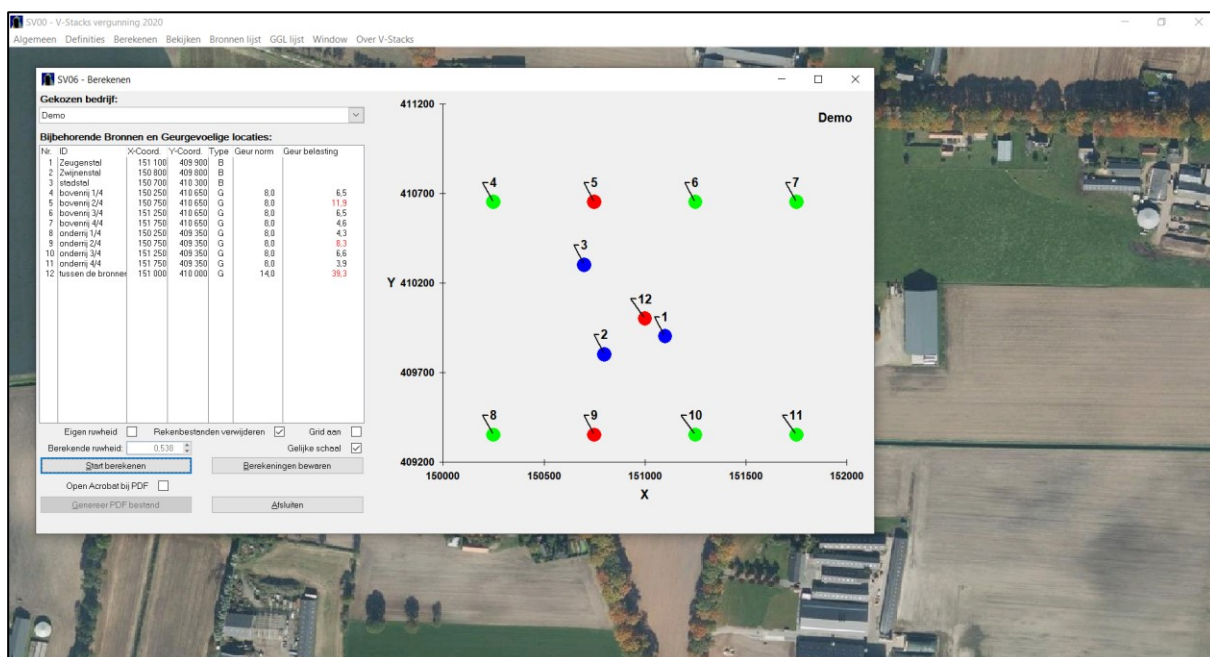 SV00 - V-Stacks vergunning 2020
Algemeen Definities Berekenen Bekijken Bronnen lijst GGL lijst Window Over V-Stacks
SV06 - Berekenen
Gekozen bedrijf:
Demo
Bijbehorende Bronnen en Geurgevoelige locaties:
Nr. ID X-Coord. Y-Coord. Type Geur norm Geur belasting
1 Zeugenstal 151 100 409 900 B
2 Zwijnenstal 150 800 409 800 B
3 stadstal 150 700 410 300 B
4 bovenrij 1/4 150 250 410 650 G 8,0 6,5
5 bovenrij 2/4 150 750 410 650 G 8,0 11,9
6 bovenrij 3/4 151 250 410 650 G 8,0 6,5
7 bovenrij 4/4 151 750 410 650 G 8,0 4,6
8 onderrij 1/4 150 250 409 350 G 8,0 4,3
9 onderrij 2/4 150 750 409 350 G 8,0 8,3
10 onderrij 3/4 151 250 409 350 G 8,0 6,6
11 onderrij 4/4 151 750 409 350 G 8,0 3,9
12 tussen de bronner 151 000 410 000 G 14,0 39,3
Eigen ruwheid Rekenbestanden verwijderen Grid aan
Berekende ruwheid: 0,538 Gelijke schaal
Start berekenen Berekeningen bewaren
Open Acrobat bij PDF
Genereer PDF bestand Afsluiten
Demo
411200
410700
410200
409700
409200
Y
4 5 6 7
3
12
1
2
8 9 10 11
150000 150500 151000 151500 152000
X